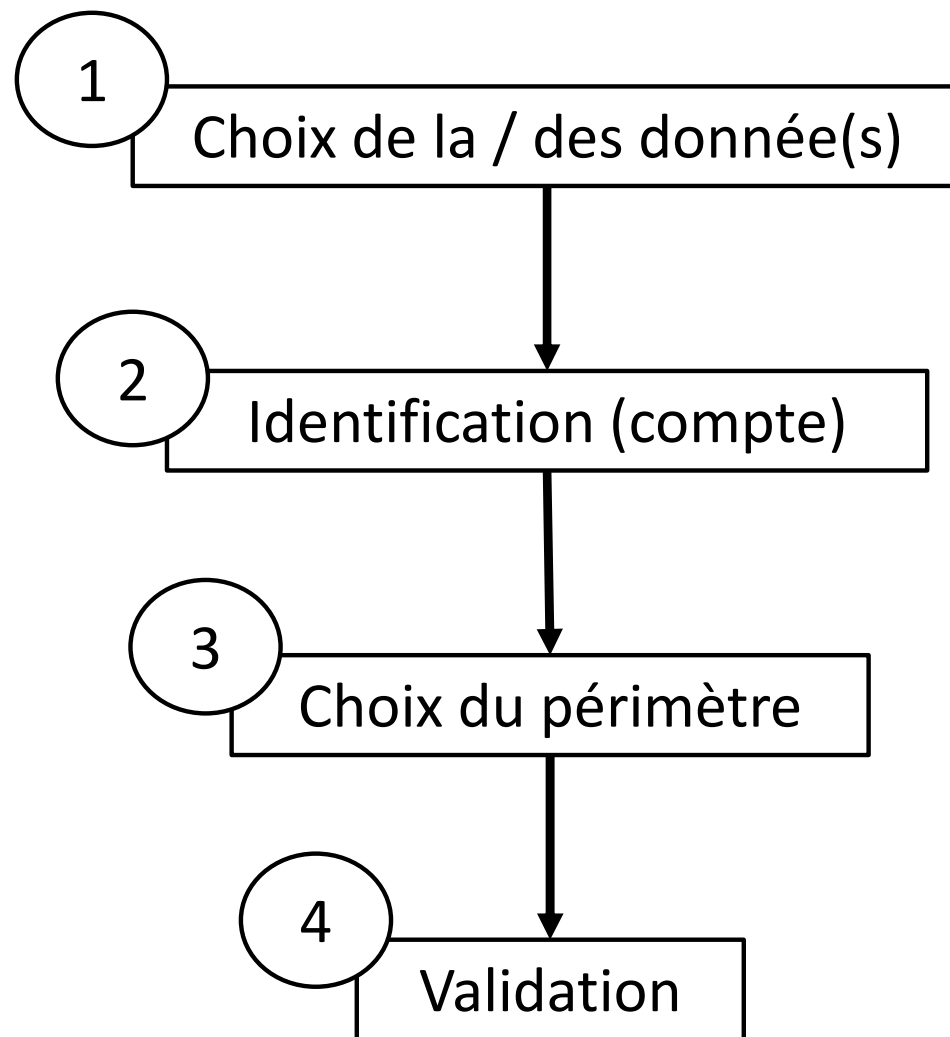 1
Choix de la / des donnée(s)
2
Identification (compte)
3
Choix du périmètre
4
Validation